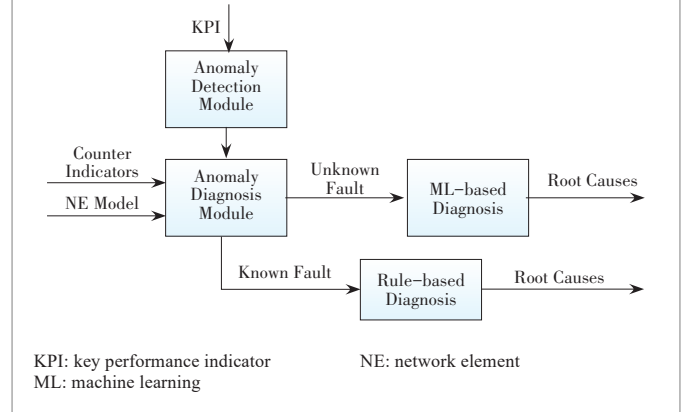 KPI
Anomaly
Detection
Module
Counter
Indicators
NE Model
Anomaly
Diagnosis
Module
Unknown
Fault
ML-based
Diagnosis
Root Causes
Known Fault
Rule-based
Diagnosis
Root Causes
KPI: key performance indicator
NE: network element
ML: machine learning